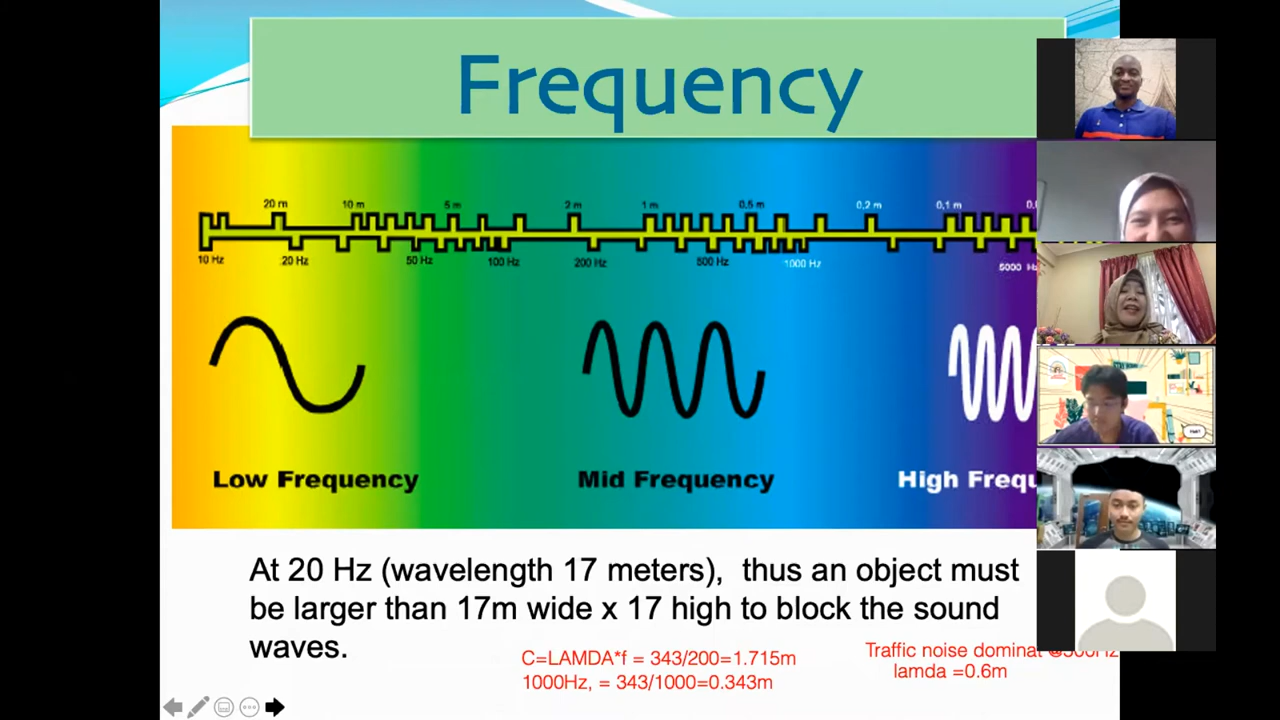 Frequency
20 m 10 m 5 m 2 m 1 m 0,5 m 0,2 m 0,1 m
10 Hz 20 Hz 50 Hz 100 Hz 200 Hz 500 Hz 1000 Hz 5000
Low Frequency Mid Frequency High
At 20 Hz (wavelength 17 meters), thus an object must
be larger than 17m wide x 17 high to block the sound
waves.
C=LAMDA*f = 343/200=1.715m
1000Hz, = 343/1000=0.343m
Traffic noise dominat
lamda =0.6m